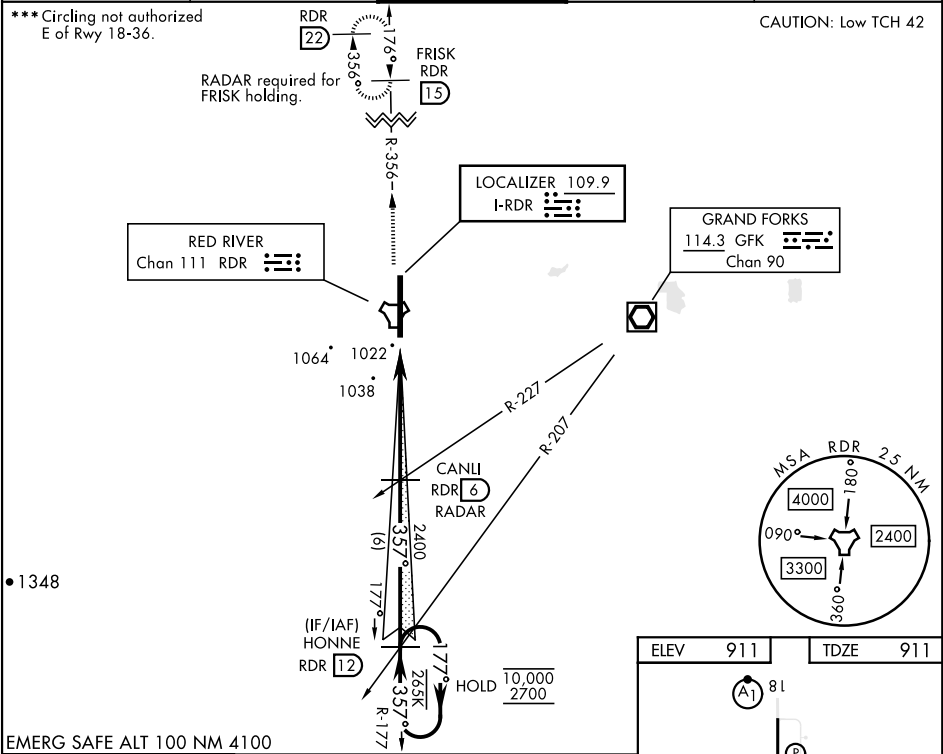 *** Circling not authorized
E of Rwy 18-36.
RDR
22
176°
356°
FRISK
RDR
15
RADAR required for
FRISK holding.
CAUTION: Low TCH 42
R-356
LOCALIZER 109.9
I-RDR
RED RIVER
Chan 111 RDR
GRAND FORKS
114.3 GFK
Chan 90
1064
1022
1038
R-227
R-207
CANLI
RDR 6
RADAR
(6)
357°
2400
177°
1348
(IF/IAF)
HONNE
RDR 12
177°
265K
357°
R-177
HOLD 10,000
2700
MSA RDR 25 NM
180°
4000
090°
2400
3300
360°
ELEV 911
TDZE 911
A1
18
P
EMERG SAFE ALT 100 NM 4100